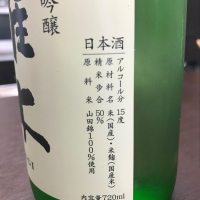 吟醸
日本酒
アルコール分 15度
原材料名 米(国産)・米麹(国産米)
精米歩合 50%
原料米 山田錦100%使用
内容量720ml